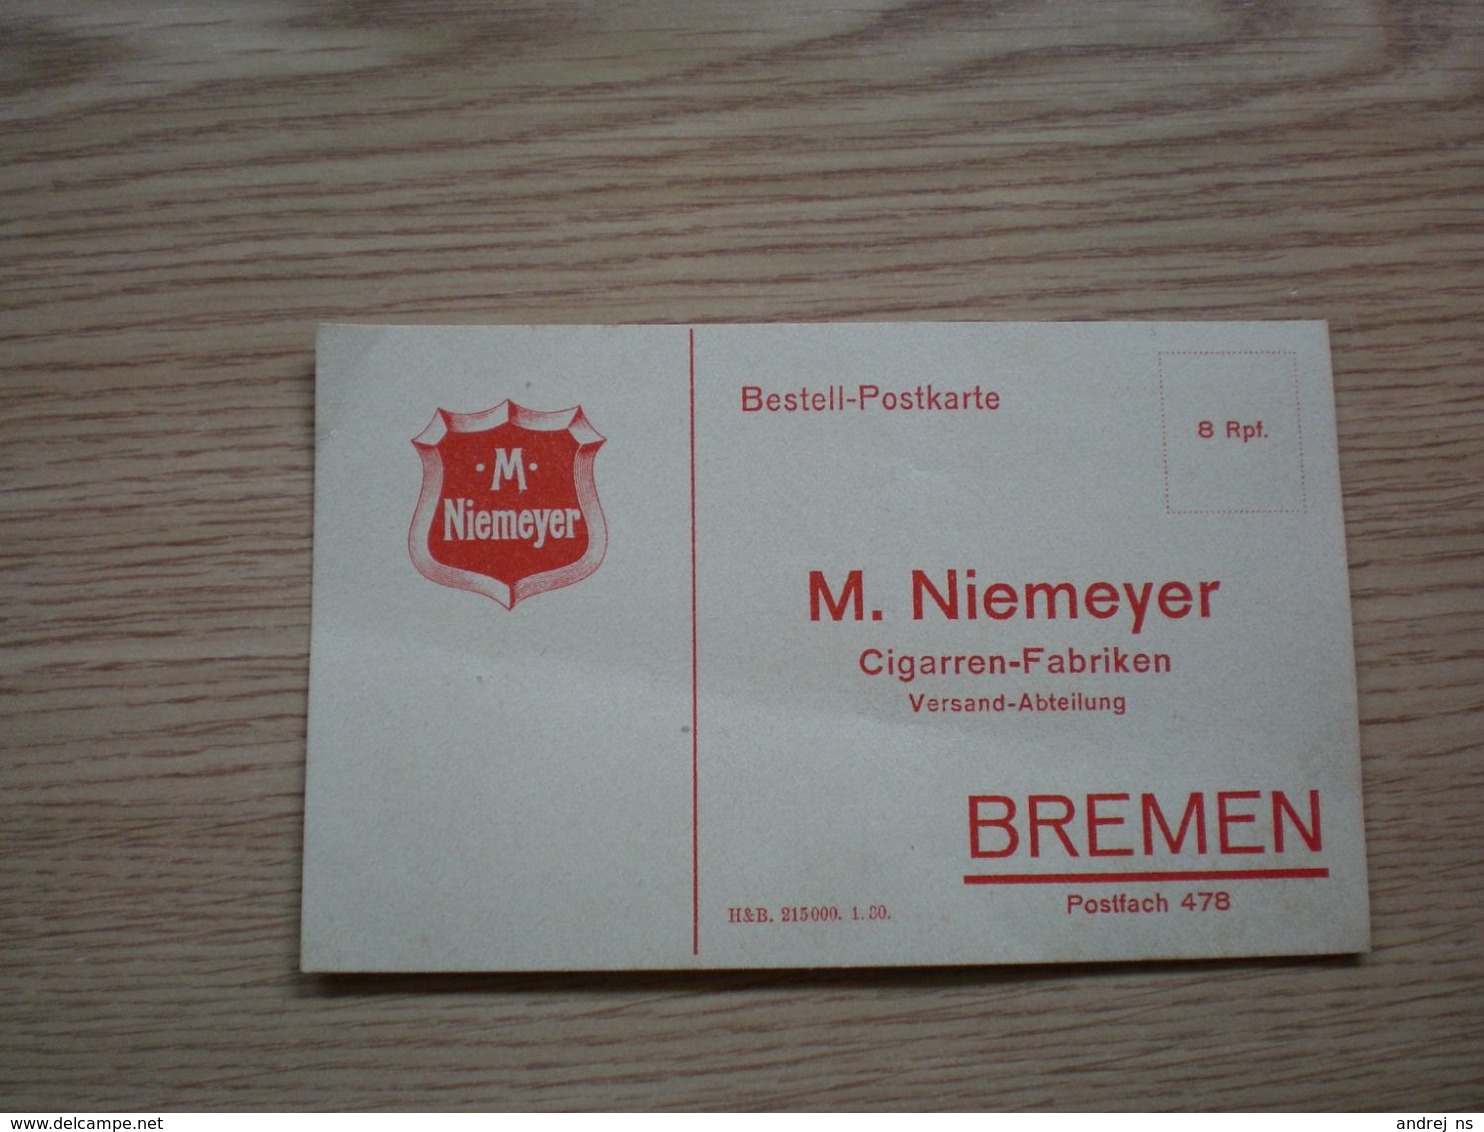 · M ·
Niemeyer
Bestell-Postkarte
8 Rpf.
M. Niemeyer
Cigarren-Fabriken
Versand-Abteilung
BREMEN
Postfach 478
H&B. 215000. 1.30.
delcampe.net
andrej ns